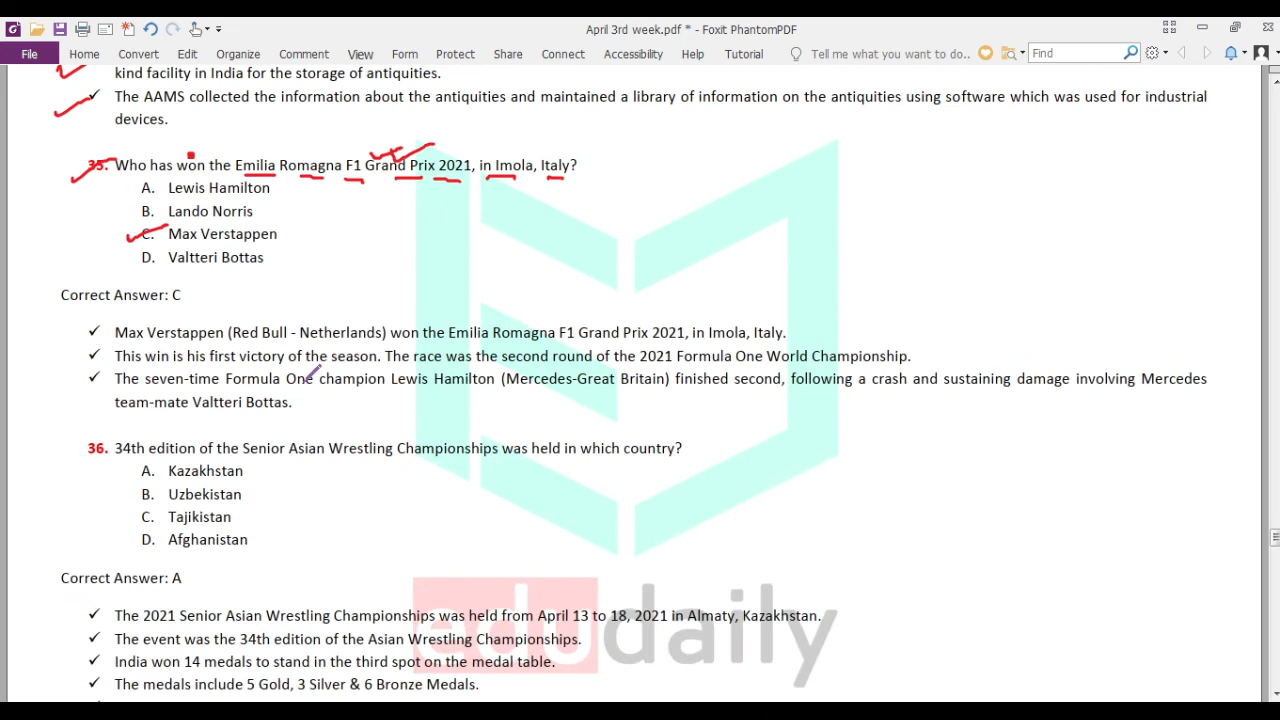 April 3rd week.pdf * - Foxit PhantomPDF
File Home Convert Edit Organize Comment View Form Protect Share Connect Accessibility Help Tutorial Tell me what you want to do.. Find
kind facility in India for the storage of antiquities.
✓ The AAMS collected the information about the antiquities and maintained a library of information on the antiquities using software which was used for industrial
devices.
35. Who has won the Emilia Romagna F1 Grand Prix 2021, in Imola, Italy?
A. Lewis Hamilton
B. Lando Norris
C. Max Verstappen
D. Valtteri Bottas
Correct Answer: C
✓ Max Verstappen (Red Bull - Netherlands) won the Emilia Romagna F1 Grand Prix 2021, in Imola, Italy.
✓ This win is his first victory of the season. The race was the second round of the 2021 Formula One World Championship.
✓ The seven-time Formula One champion Lewis Hamilton (Mercedes-Great Britain) finished second, following a crash and sustaining damage involving Mercedes
team-mate Valtteri Bottas.
36. 34th edition of the Senior Asian Wrestling Championships was held in which country?
A. Kazakhstan
B. Uzbekistan
C. Tajikistan
D. Afghanistan
Correct Answer: A
✓ The 2021 Senior Asian Wrestling Championships was held from April 13 to 18, 2021 in Almaty, Kazakhstan.
✓ The event was the 34th edition of the Asian Wrestling Championships.
✓ India won 14 medals to stand in the third spot on the medal table.
✓ The medals include 5 Gold, 3 Silver & 6 Bronze Medals.
edudaily